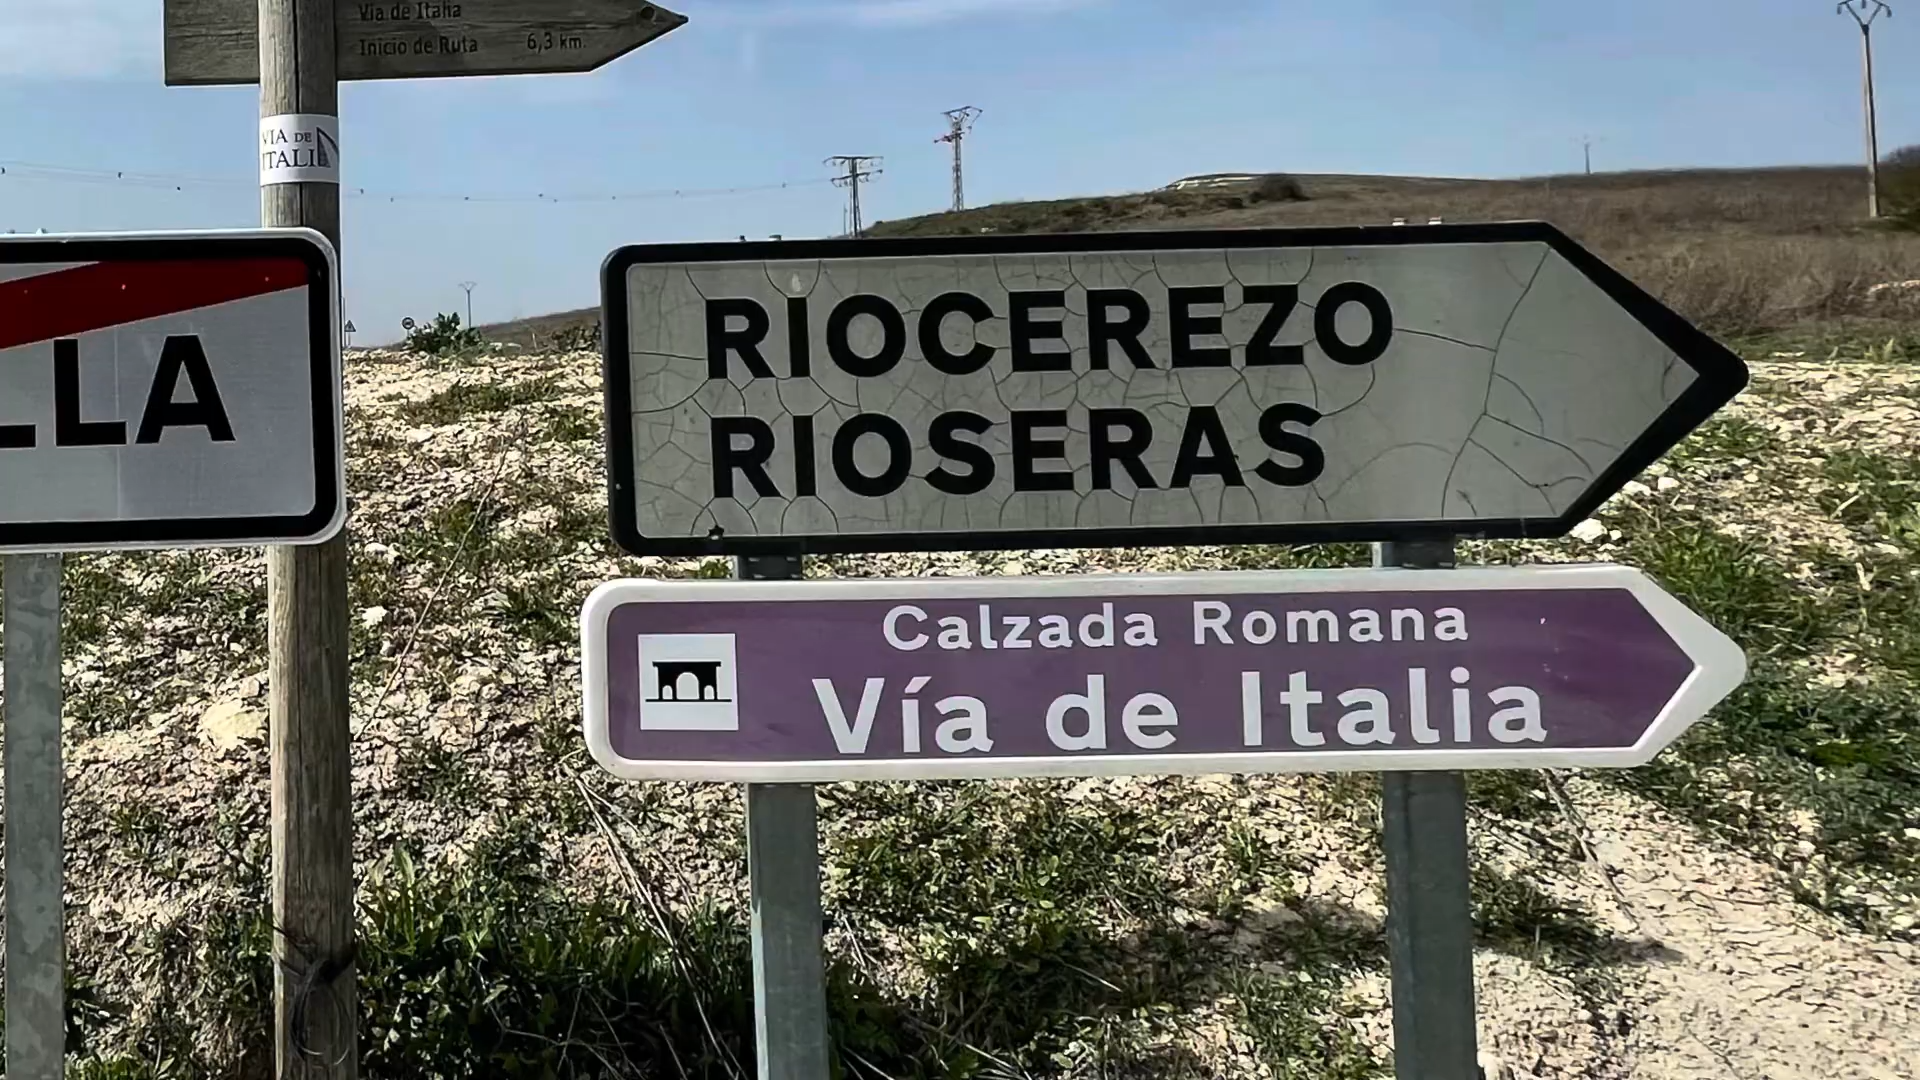 Vía de Italia
Inicio de Ruta 6,3 km.
VIA DE
ITALIA
LLA
RIOCEREZO
RIOSERAS
Calzada Romana
Vía de Italia